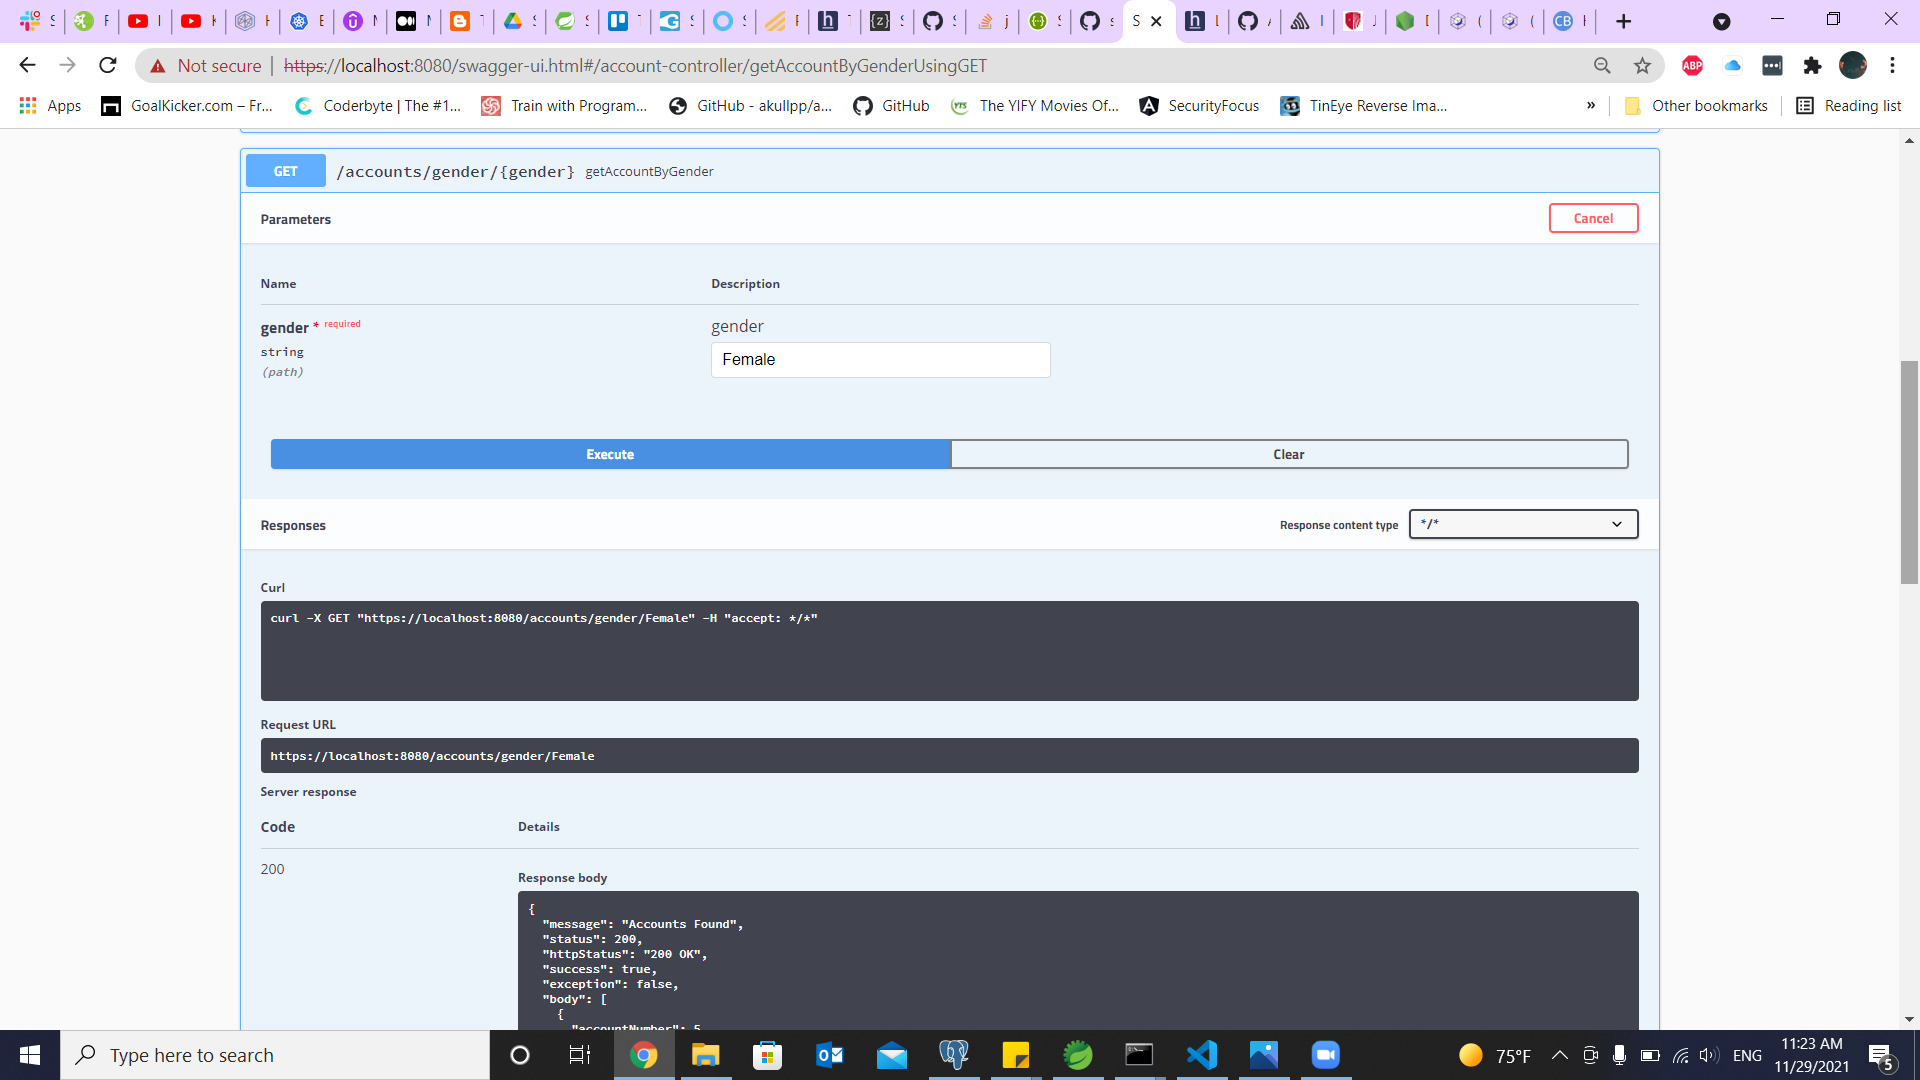 Not secure | https://localhost:8080/swagger-ui.html#/account-controller/getAccountByGenderUsingGET
ABP
Apps
GoalKicker.com – Fr...
Coderbyte | The #1...
Train with Program...
GitHub - akullpp/a...
GitHub
The YIFY Movies Of...
SecurityFocus
TinEye Reverse Ima...
»
Other bookmarks
Reading list
GET /accounts/gender/{gender} getAccountByGender
Parameters
Cancel
Name Description
gender * required
string
(path)
gender
Female
Execute
Clear
Responses
Response content type
*/*
Curl
curl -X GET "https://localhost:8080/accounts/gender/Female" -H "accept: */*"
Request URL
https://localhost:8080/accounts/gender/Female
Server response
Code Details
200
Response body
{
"message": "Accounts Found",
"status": 200,
"httpStatus": "200 OK",
"success": true,
"exception": false,
"body": [
{
"accountNumber": 5
Type here to search
75°F
ENG
11:23 AM
11/29/2021
5